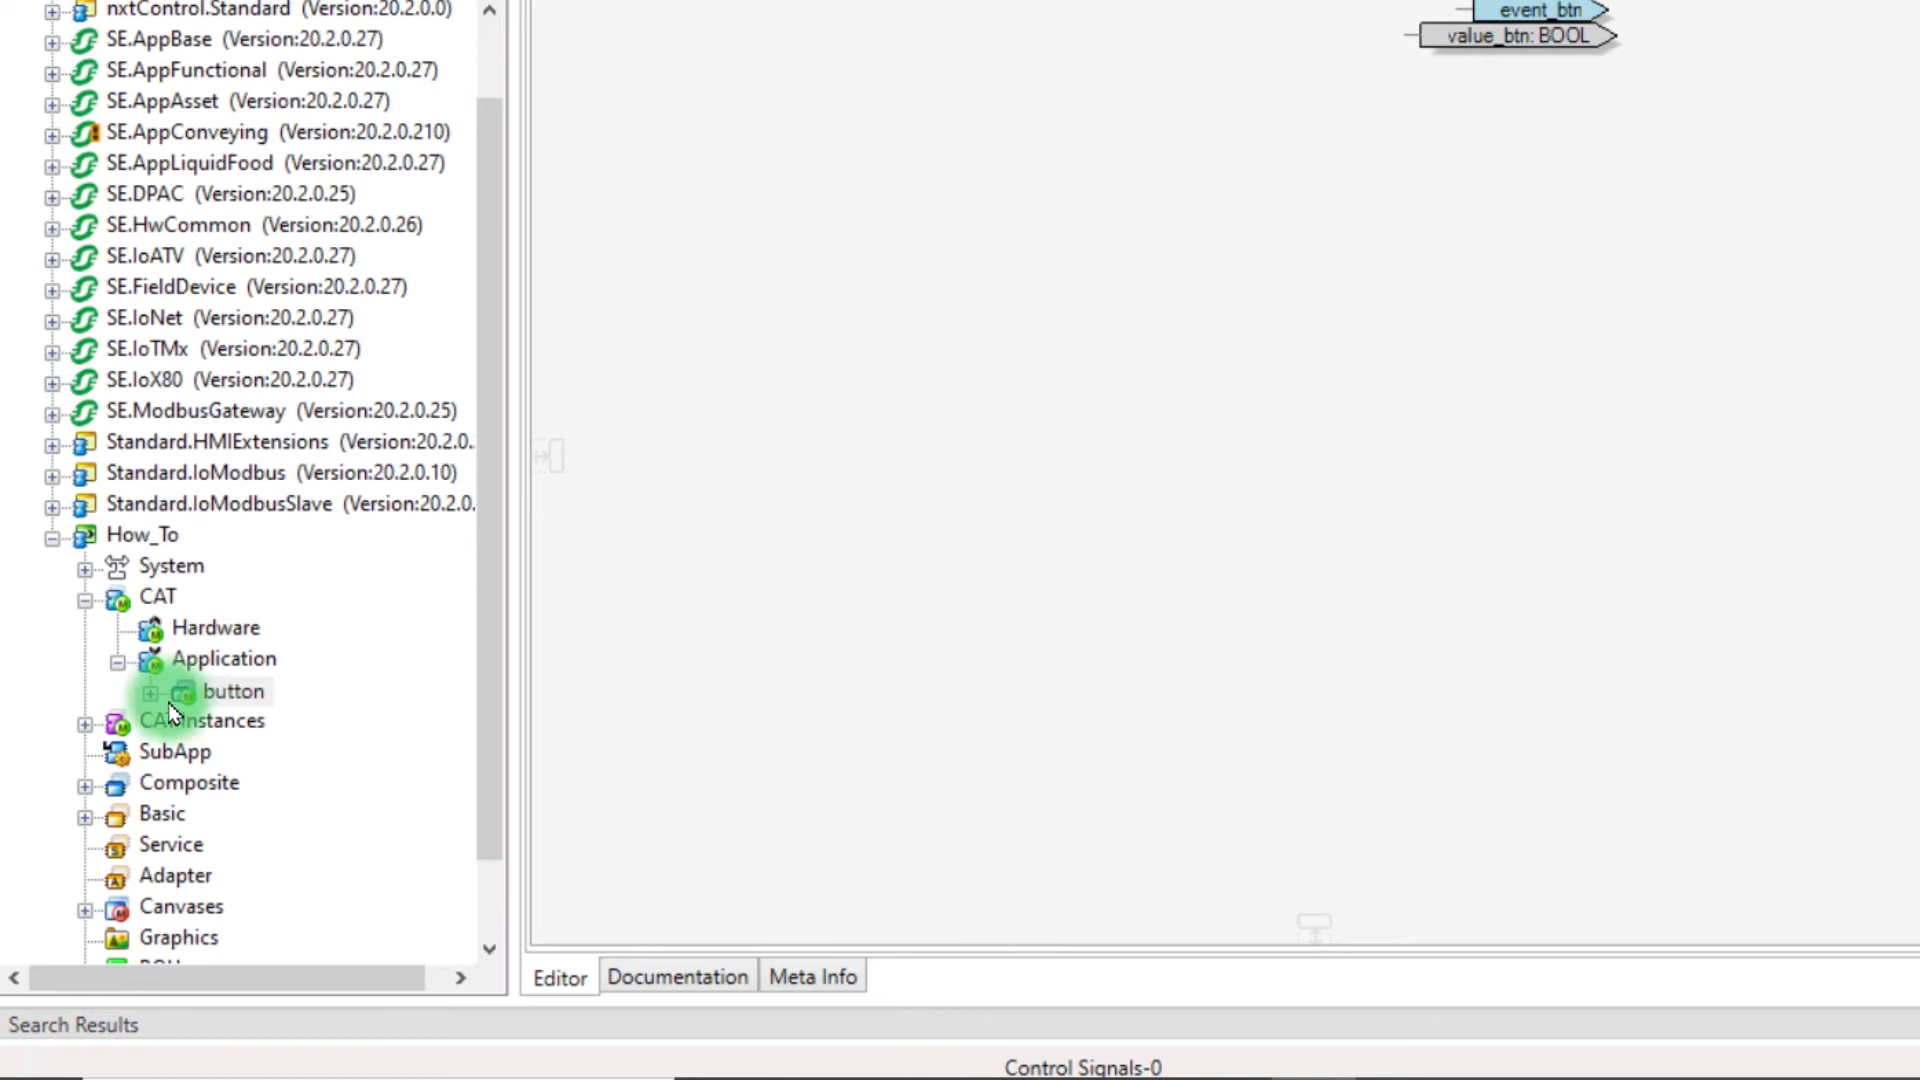 nxtControl.Standard (Version:20.2.0.0)
SE.AppBase (Version:20.2.0.27)
SE.AppFunctional (Version:20.2.0.27)
SE.AppAsset (Version:20.2.0.27)
SE.AppConveying (Version:20.2.0.210)
SE.AppLiquidFood (Version:20.2.0.27)
SE.DPAC (Version:20.2.0.25)
SE.HwCommon (Version:20.2.0.26)
SE.IoATV (Version:20.2.0.27)
SE.FieldDevice (Version:20.2.0.27)
SE.IoNet (Version:20.2.0.27)
SE.IoTMx (Version:20.2.0.27)
SE.IoX80 (Version:20.2.0.27)
SE.ModbusGateway (Version:20.2.0.25)
Standard.HMIExtensions (Version:20.2.0..
Standard.IoModbus (Version:20.2.0.10)
Standard.IoModbusSlave (Version:20.2.0.
How_To
System
CAT
Hardware
Application
button
CAT Instances
SubApp
Composite
Basic
Service
Adapter
Canvases
Graphics
event_btn
value_btn: BOOL
Editor
Documentation
Meta Info
Search Results
Control Signals-0